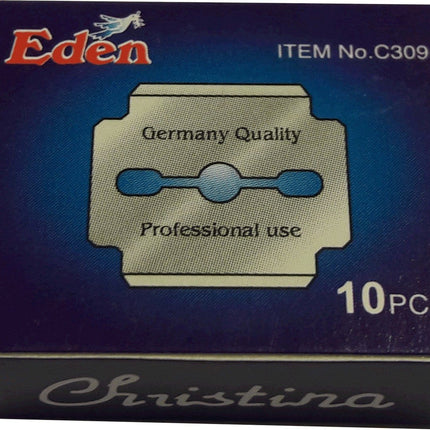 Eden
ITEM No.C309
Germany Quality
Professional use
10PC
Christina